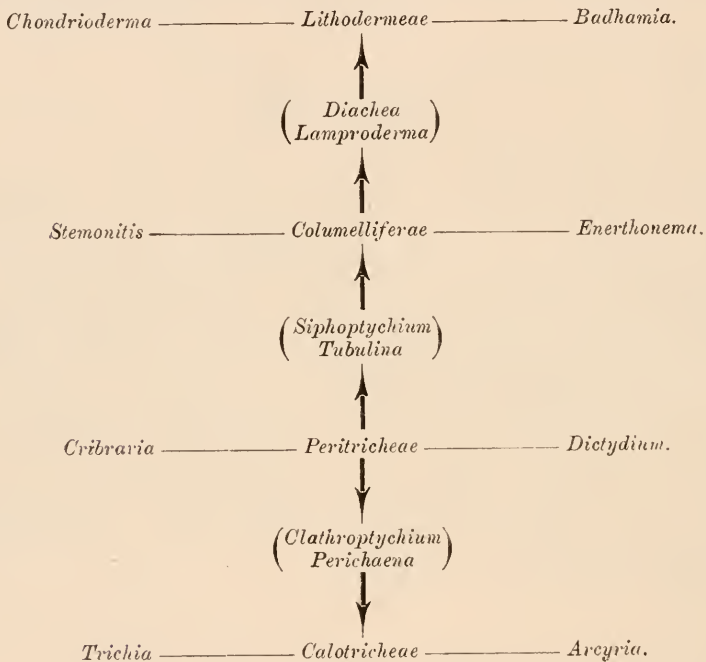 Chondrioderma Lithodermeae Badhamia.
(Diachea
Lamproderma)
Stemonitis Columelliferae Enerthonema.
(Siphoptychium
Tubulina)
Cribraria Peritricheae Dictydium.
(Clathroptychium
Perichaena)
Trichia Calotricheae Arcyria.